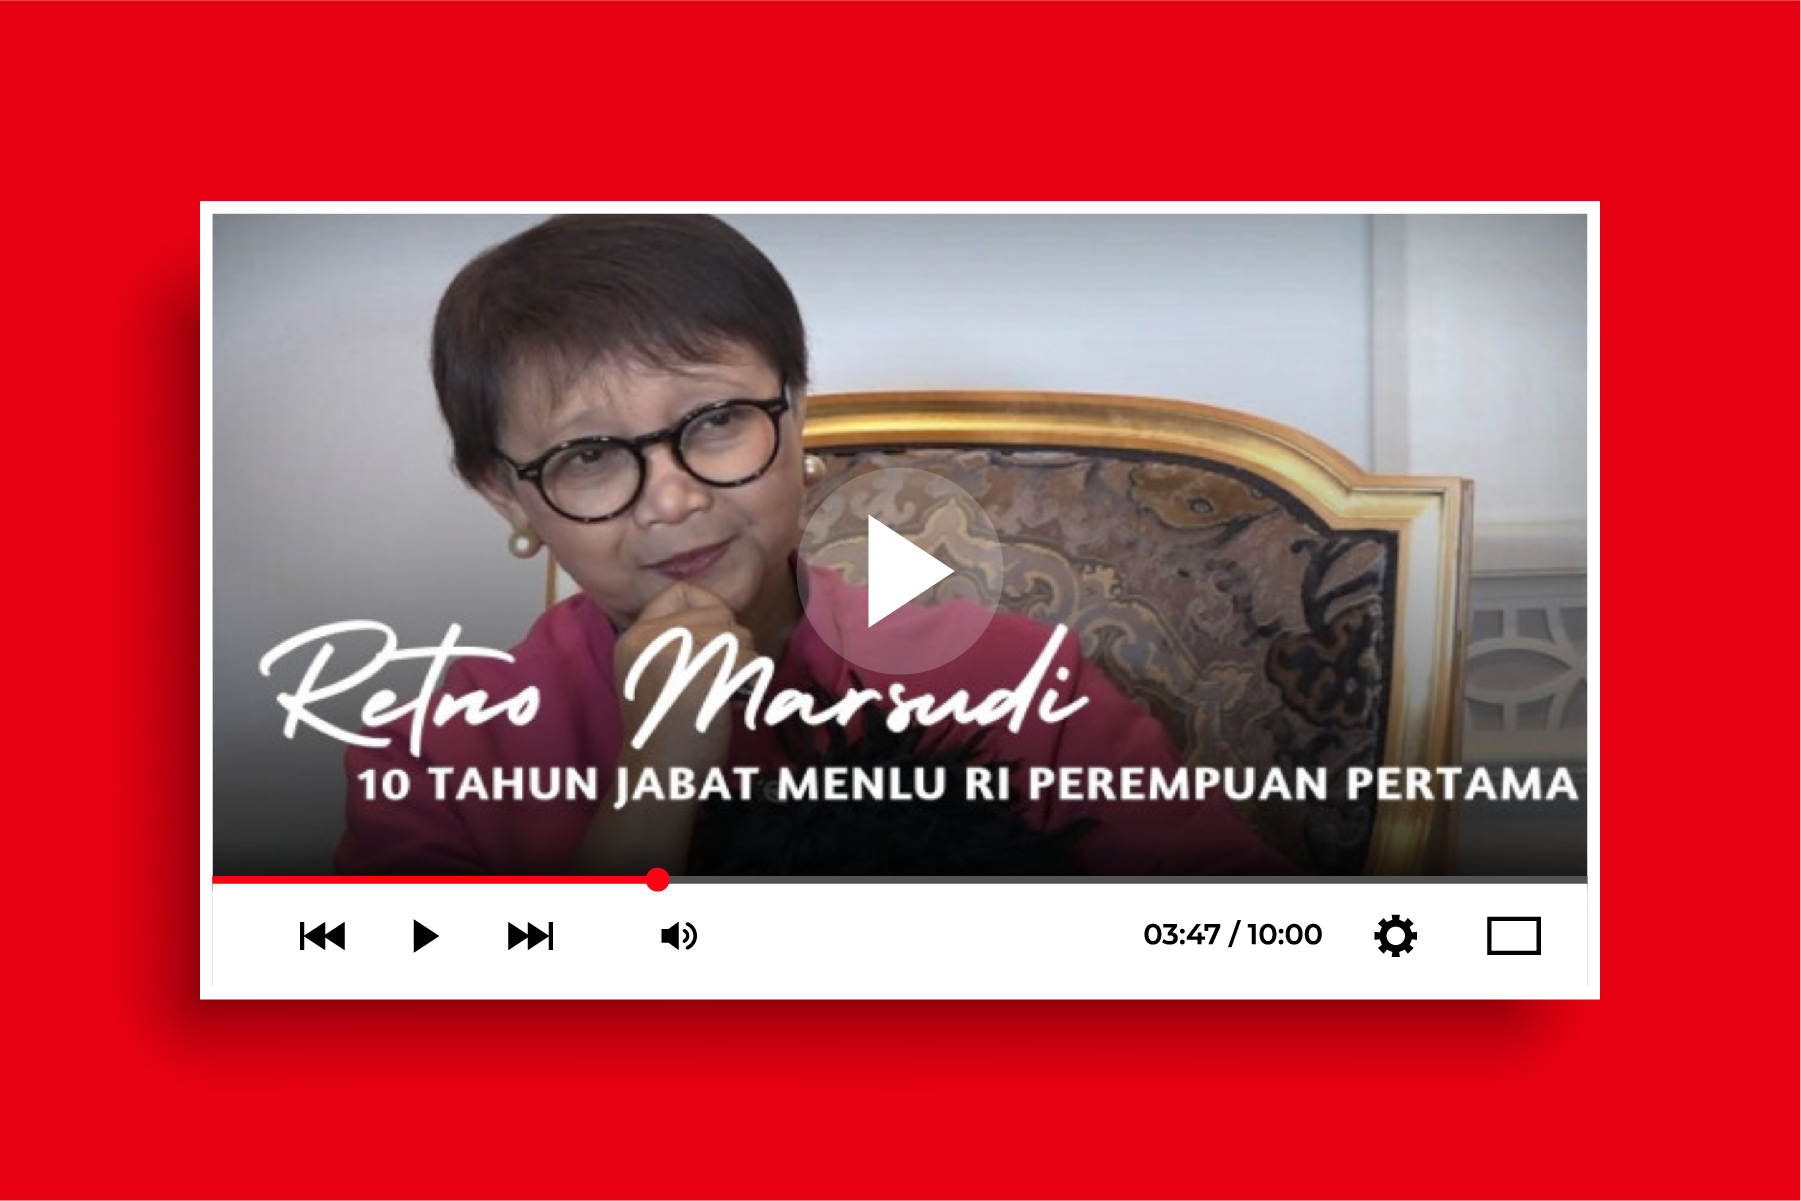 Retno Marsudi
10 TAHUN JABAT MENLU RI PEREMPUAN PERTAMA
03:47 / 10:00